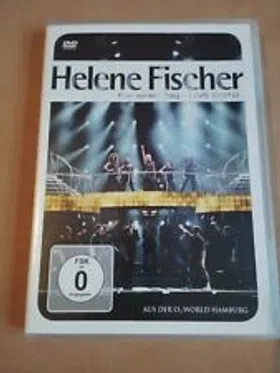 DVD
Helene Fischer
FSK
0
AUS DER O₂ WORLD HAMBURG